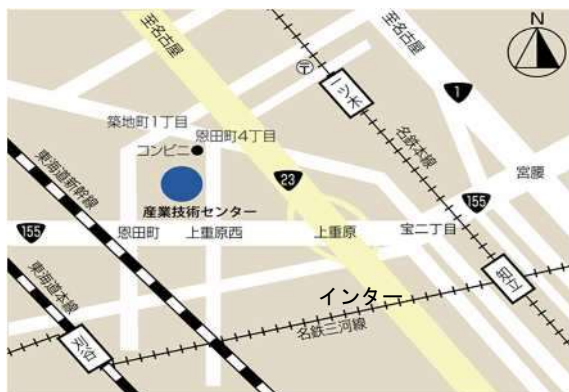 至名古屋
至名古屋
N
〒
一ツ木
1
築地町1丁目
恩田町4丁目
コンビニ
名鉄本線
東海道新幹線
23
宮腰
産業技術センター
155
155
恩田町
上重原西
上重原
宝二丁目
東海道本線
インター
知立
刈谷
名鉄三河線